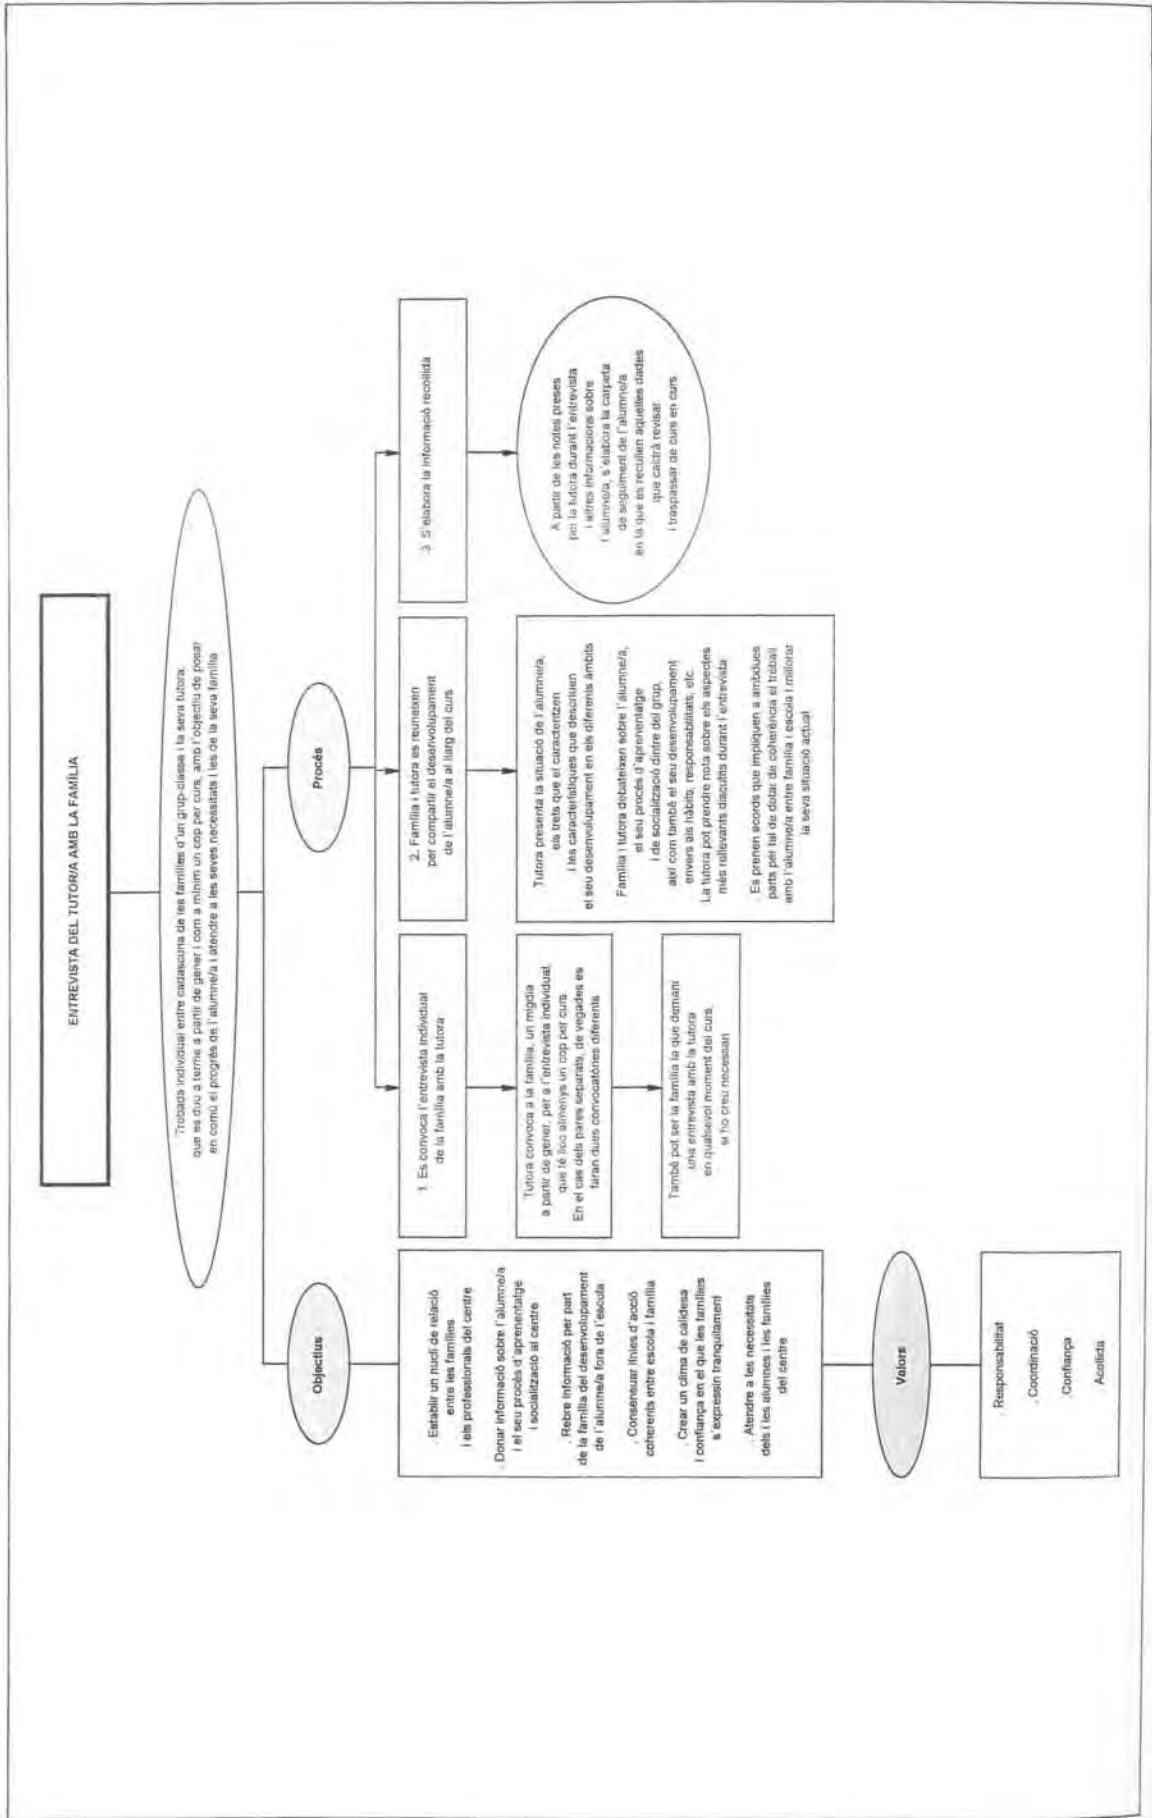 ENTREVISTA DEL TUTOR/A AMB LA FAMÍLIA
Trobada individual entre cadascuna de les famílies d'un grup-classe i la seva tutora,
que es duu a terme a partir de gener i com a mínim un cop per curs, amb l'objectiu de posar
en comú el progrés de l'alumne/a i atendre a les seves necessitats i les de la seva família
Objectius
. Establir un nucli de relació
entre les famílies
i els professionals del centre
. Donar informació sobre l'alumne/a
i el seu procés d'aprenentatge
i socialització al centre
. Rebre informació per part
de la família del desenvolupament
de l'alumne/a fora de l'escola
. Consensuar línies d'acció
coherents entre escola i família
. Crear un clima de calidesa
i confiança en el que les famílies
s'expressin tranquilament
. Atendre a les necessitats
dels i les alumnes i les famílies
del centre
Valors
. Responsabilitat
. Coordinació
. Confiança
Acollida
Procés
1. Es convoca l'entrevista individual
de la família amb la tutora
Tutora convoca a la família, un migdia
a partir de gener, per a l'entrevista individual,
que té lloc almenys un cop per curs.
En el cas dels pares separats, de vegades es
faran dues convocatòries diferents
També pot ser la família la que demani
una entrevista amb la tutora
en qualsevol moment del curs,
si ho creu necessari
2. Família i tutora es reuneixen
per compartir el desenvolupament
de l'alumne/a al llarg del curs
Tutora presenta la situació de l'alumne/a,
els trets que el caracteritzen
i les característiques que descriuen
el seu desenvolupament en els diferents àmbits
Família i tutora debateixen sobre l'alumne/a,
el seu procés d'aprenentatge
i de socialització dintre del grup,
així com també el seu desenvolupament
envers als hàbits, responsabilitats, etc.
La tutora pot prendre nota sobre els aspectes
més rellevants discutits durant l'entrevista
. Es prenen acords que impliquen a ambdues
parts per tal de dotar de coherència el treball
amb l'alumne/a entre família i escola i millorar
la seva situació actual
3. S'elabora la informació recollida
A partir de les notes preses
per la tutora durant l'entrevista
i altres informacions sobre
l'alumne/a, s'elabora la carpeta
de seguiment de l'alumne/a
en la que es recullen aquelles dades
que caldrà revisar
i traspassar de curs en curs